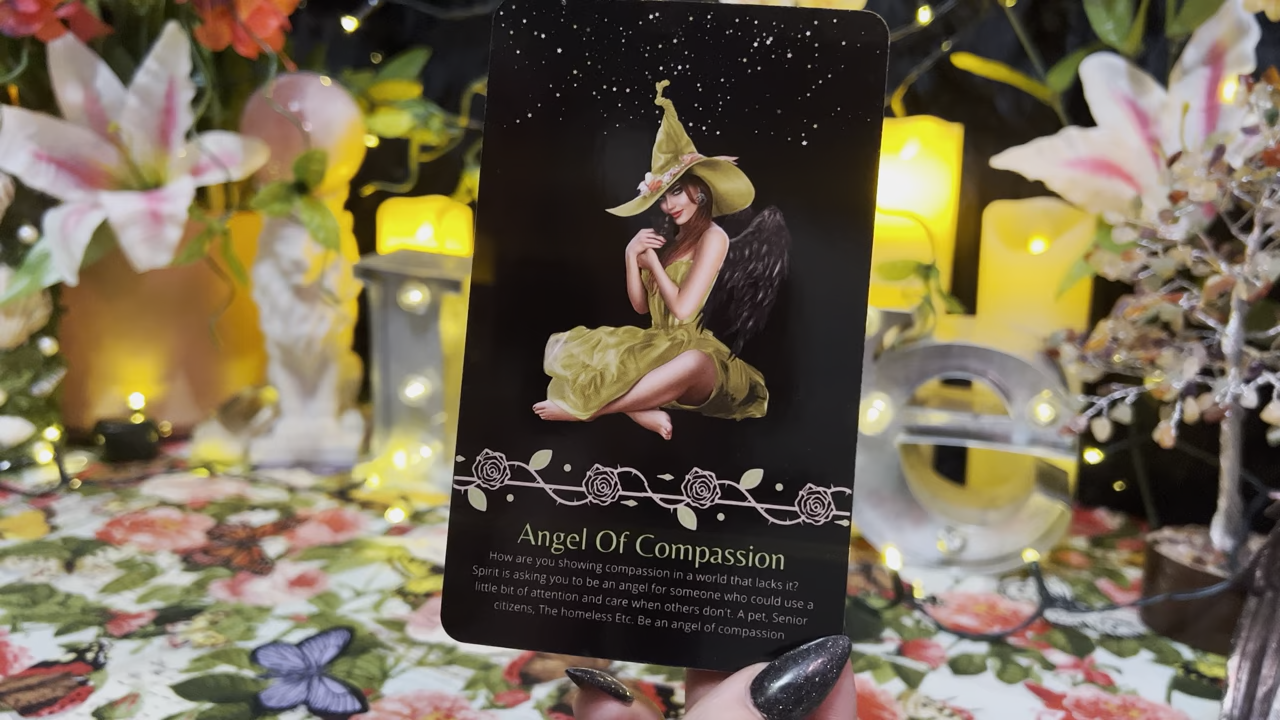 Angel Of Compassion
How are you showing compassion in a world that lacks it?
Spirit is asking you to be an angel for someone who could use a
little bit of attention and care when others don't. A pet, Senior
citizens, The homeless Etc. Be an angel of compassion